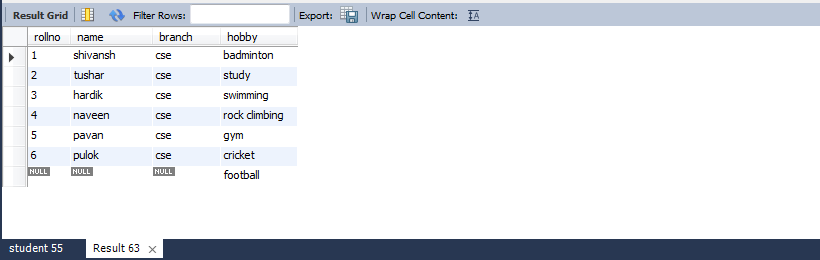 Result Grid Filter Rows: Export: Wrap Cell Content:
rollno name branch hobby
1 shivansh cse badminton
2 tushar cse study
3 hardik cse swimming
4 naveen cse rock climbing
5 pavan cse gym
6 pulok cse cricket
NULL NULL NULL football
student 55 Result 63